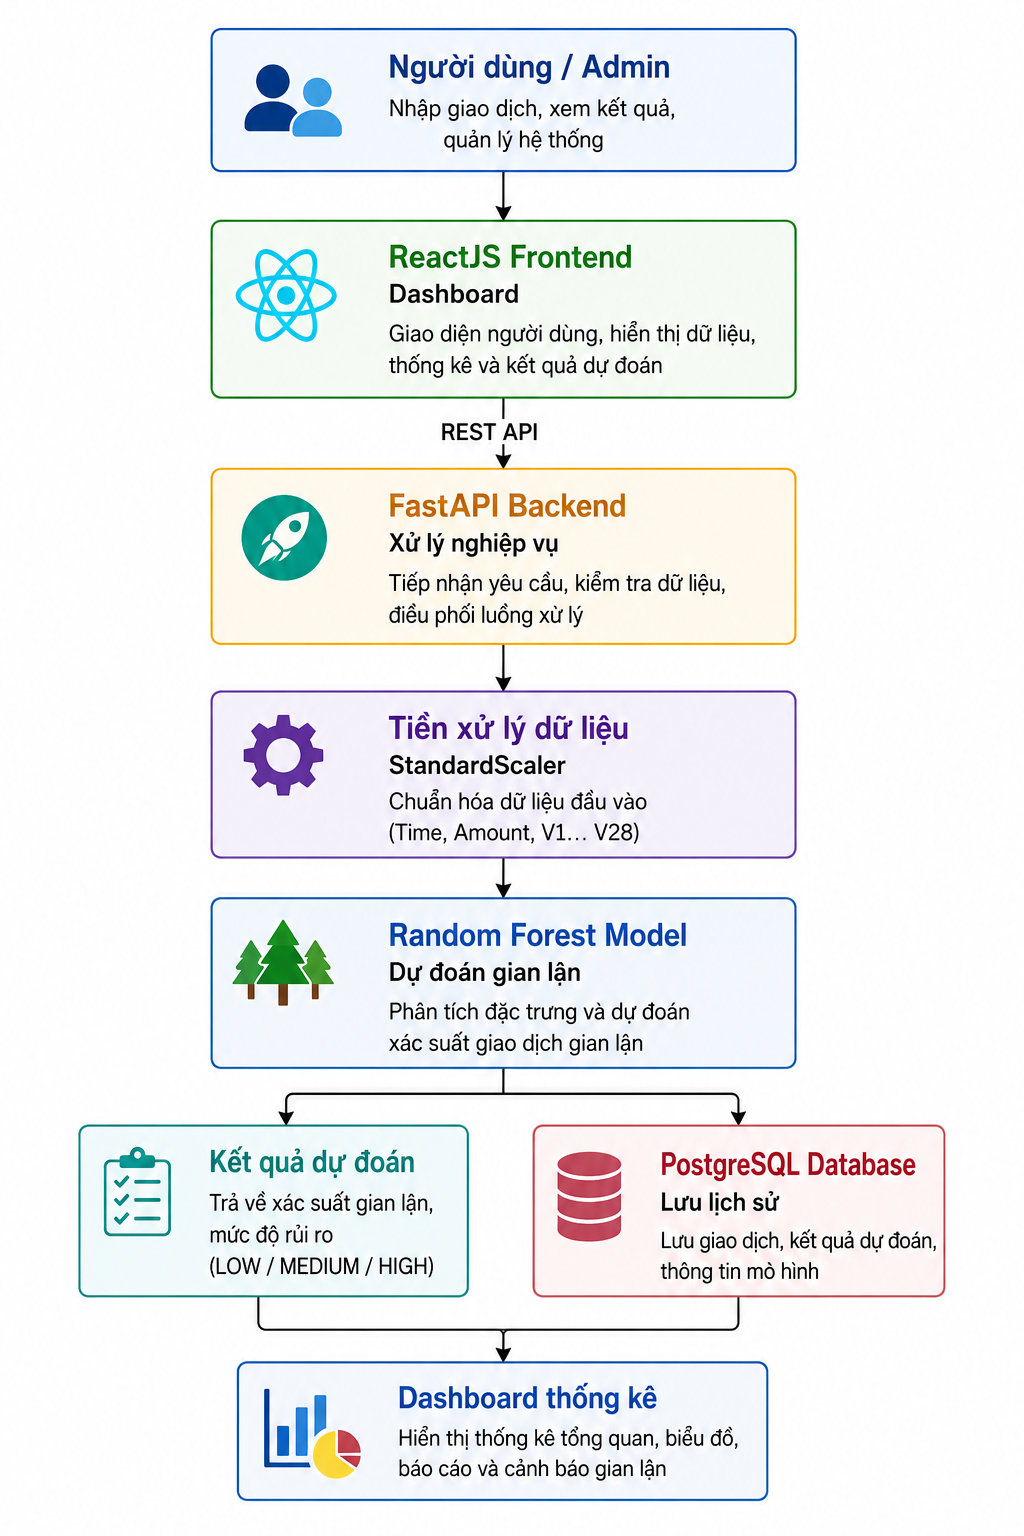 Người dùng / Admin
Nhập giao dịch, xem kết quả,
quản lý hệ thống
ReactJS Frontend
Dashboard
Giao diện người dùng, hiển thị dữ liệu,
thống kê và kết quả dự đoán
REST API
FastAPI Backend
Xử lý nghiệp vụ
Tiếp nhận yêu cầu, kiểm tra dữ liệu,
điều phối luồng xử lý
Tiền xử lý dữ liệu
StandardScaler
Chuẩn hóa dữ liệu đầu vào
(Time, Amount, V1... V28)
Random Forest Model
Dự đoán gian lận
Phân tích đặc trưng và dự đoán
xác suất giao dịch gian lận
Kết quả dự đoán
Trả về xác suất gian lận,
mức độ rủi ro
(LOW / MEDIUM / HIGH)
PostgreSQL Database
Lưu lịch sử
Lưu giao dịch, kết quả dự đoán,
thông tin mô hình
Dashboard thống kê
Hiển thị thống kê tổng quan, biểu đồ,
báo cáo và cảnh báo gian lận